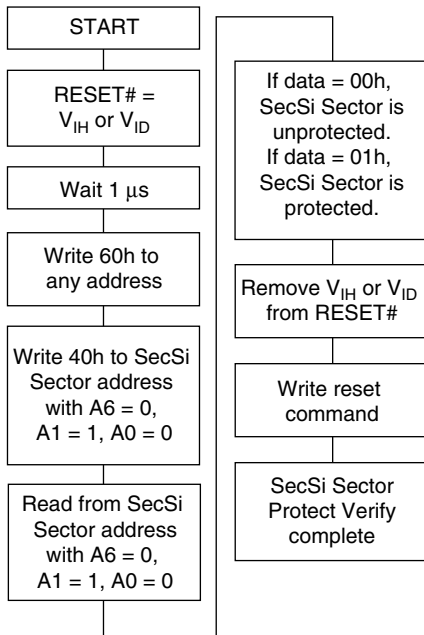 START
RESET# =
V_IH or V_ID
Wait 1 μs
Write 60h to
any address
Write 40h to SecSi
Sector address
with A6 = 0,
A1 = 1, A0 = 0
Read from SecSi
Sector address
with A6 = 0,
A1 = 1, A0 = 0
If data = 00h,
SecSi Sector is
unprotected.
If data = 01h,
SecSi Sector is
protected.
Remove V_IH or V_ID
from RESET#
Write reset
command
SecSi Sector
Protect Verify
complete